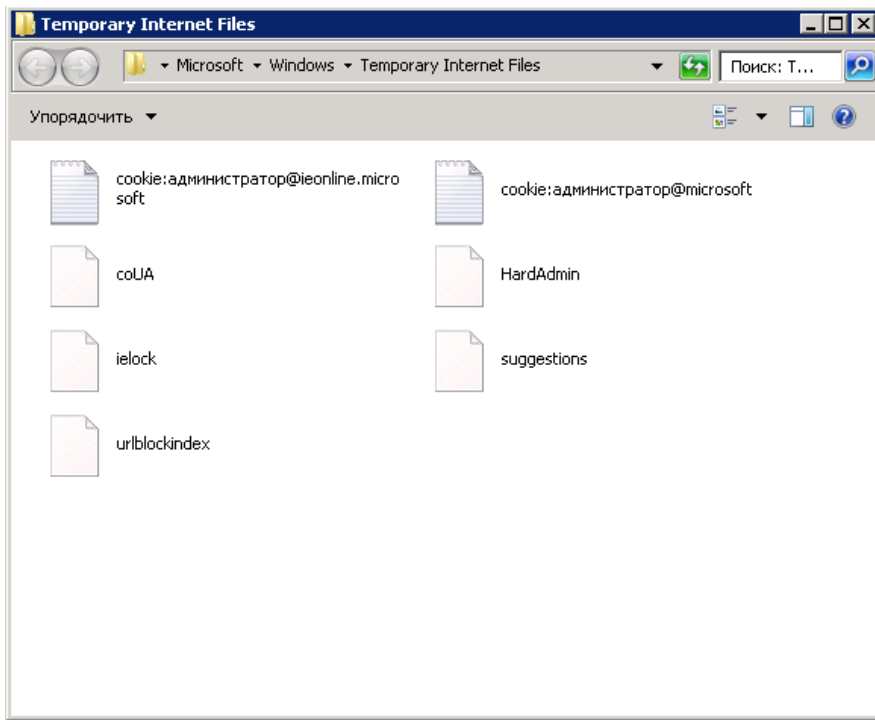 Temporary Internet Files
Microsoft Windows Temporary Internet Files
Поиск: T...
Упорядочить
cookie:администратор@ieonline.micro
soft
cookie:администратор@microsoft
coUA
HardAdmin
ielock
suggestions
urlblockindex